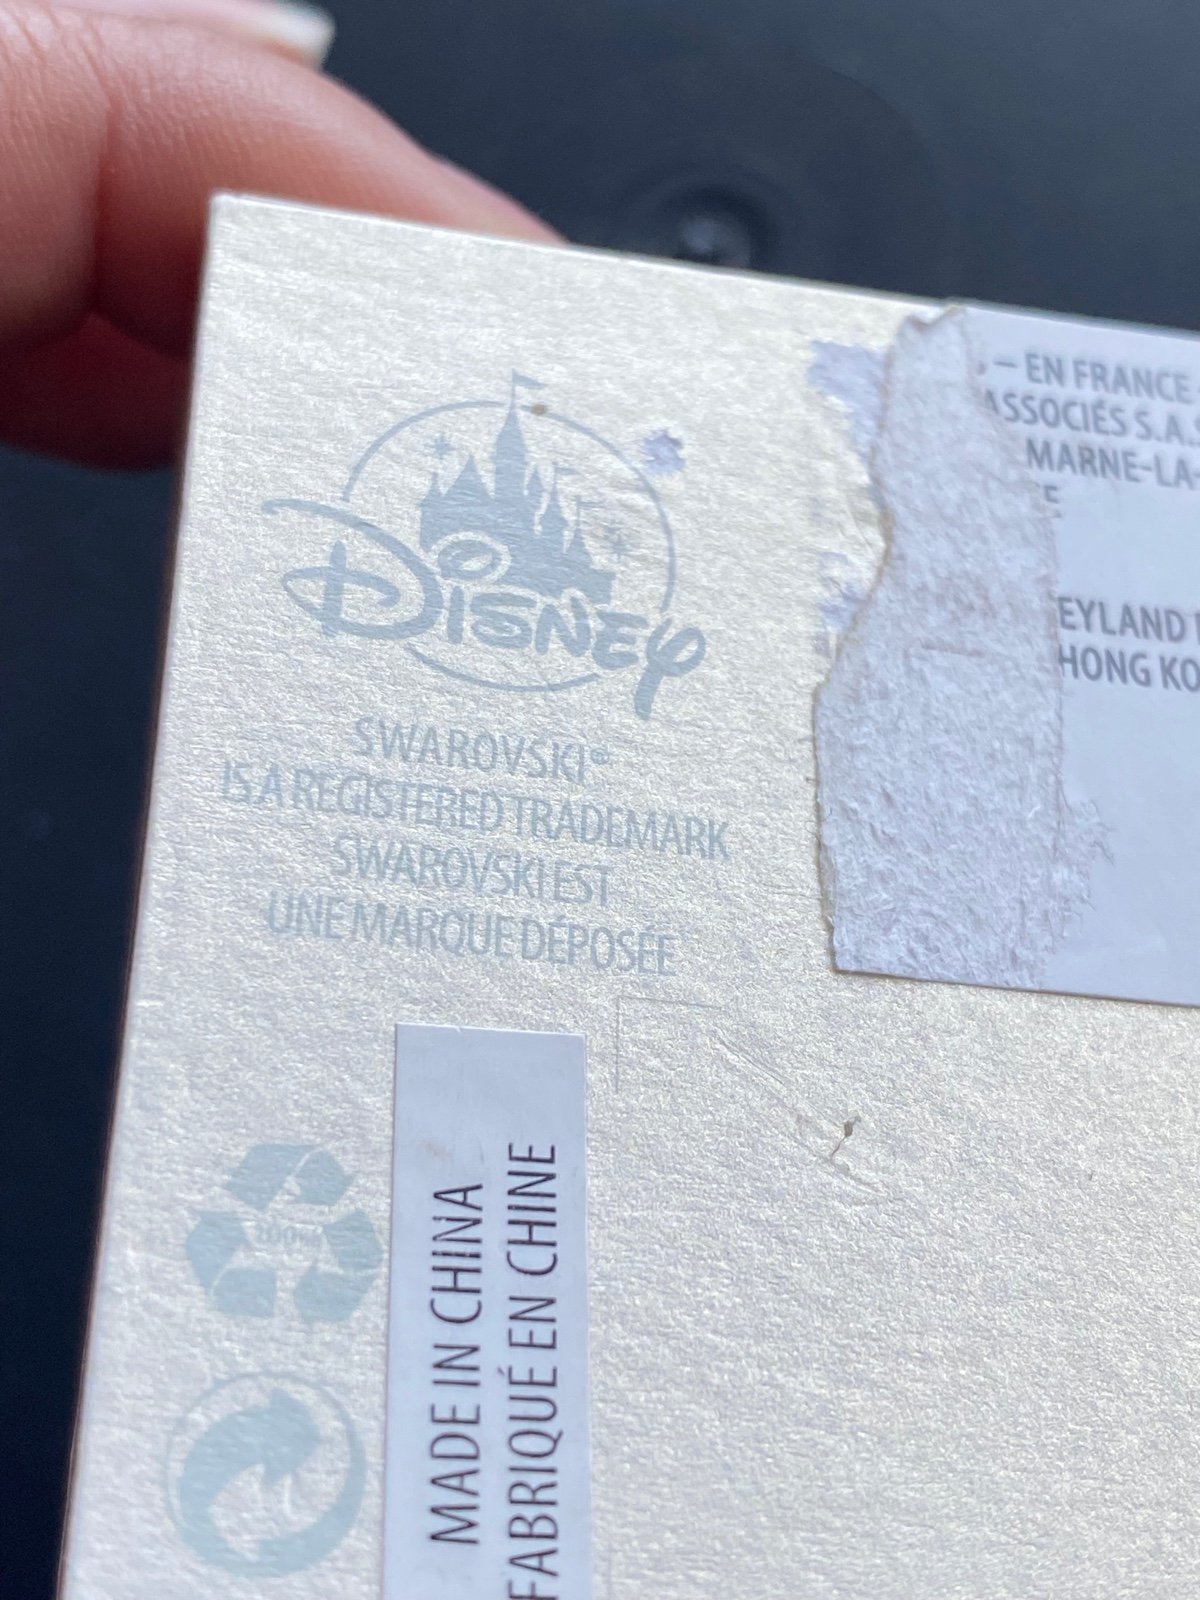 DISNEY
SWAROVSKI®
IS A REGISTERED TRADEMARK
SWAROVSKI EST
UNE MARQUE DÉPOSÉE
– EN FRANCE
ASSOCIÉS S.A.S
MARNE-LA-
E
EYLAND
HONG KO
100%
MADE IN CHINA
FABRIQUÉ EN CHINE